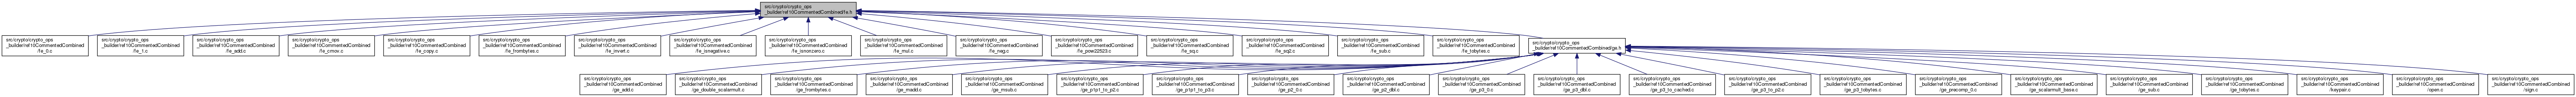 src/crypto/crypto_ops
_builder/ref10CommentedCombined/fe.h
src/crypto/crypto_ops
_builder/ref10CommentedCombined
/fe_0.c
src/crypto/crypto_ops
_builder/ref10CommentedCombined
/fe_1.c
src/crypto/crypto_ops
_builder/ref10CommentedCombined
/fe_add.c
src/crypto/crypto_ops
_builder/ref10CommentedCombined
/fe_cmov.c
src/crypto/crypto_ops
_builder/ref10CommentedCombined
/fe_copy.c
src/crypto/crypto_ops
_builder/ref10CommentedCombined
/fe_frombytes.c
src/crypto/crypto_ops
_builder/ref10CommentedCombined
/fe_invert.c
src/crypto/crypto_ops
_builder/ref10CommentedCombined
/fe_isnegative.c
src/crypto/crypto_ops
_builder/ref10CommentedCombined
/fe_isnonzero.c
src/crypto/crypto_ops
_builder/ref10CommentedCombined
/fe_mul.c
src/crypto/crypto_ops
_builder/ref10CommentedCombined
/fe_neg.c
src/crypto/crypto_ops
_builder/ref10CommentedCombined
/fe_pow22523.c
src/crypto/crypto_ops
_builder/ref10CommentedCombined
/fe_sq.c
src/crypto/crypto_ops
_builder/ref10CommentedCombined
/fe_sq2.c
src/crypto/crypto_ops
_builder/ref10CommentedCombined
/fe_sub.c
src/crypto/crypto_ops
_builder/ref10CommentedCombined
/fe_tobytes.c
src/crypto/crypto_ops
_builder/ref10CommentedCombined/ge.h
src/crypto/crypto_ops
_builder/ref10CommentedCombined
/ge_add.c
src/crypto/crypto_ops
_builder/ref10CommentedCombined
/ge_double_scalarmult.c
src/crypto/crypto_ops
_builder/ref10CommentedCombined
/ge_frombytes.c
src/crypto/crypto_ops
_builder/ref10CommentedCombined
/ge_madd.c
src/crypto/crypto_ops
_builder/ref10CommentedCombined
/ge_msub.c
src/crypto/crypto_ops
_builder/ref10CommentedCombined
/ge_p1p1_to_p2.c
src/crypto/crypto_ops
_builder/ref10CommentedCombined
/ge_p1p1_to_p3.c
src/crypto/crypto_ops
_builder/ref10CommentedCombined
/ge_p2_0.c
src/crypto/crypto_ops
_builder/ref10CommentedCombined
/ge_p2_dbl.c
src/crypto/crypto_ops
_builder/ref10CommentedCombined
/ge_p3_0.c
src/crypto/crypto_ops
_builder/ref10CommentedCombined
/ge_p3_dbl.c
src/crypto/crypto_ops
_builder/ref10CommentedCombined
/ge_p3_to_cached.c
src/crypto/crypto_ops
_builder/ref10CommentedCombined
/ge_p3_to_p2.c
src/crypto/crypto_ops
_builder/ref10CommentedCombined
/ge_p3_tobytes.c
src/crypto/crypto_ops
_builder/ref10CommentedCombined
/ge_precomp_0.c
src/crypto/crypto_ops
_builder/ref10CommentedCombined
/ge_scalarmult_base.c
src/crypto/crypto_ops
_builder/ref10CommentedCombined
/ge_sub.c
src/crypto/crypto_ops
_builder/ref10CommentedCombined
/ge_tobytes.c
src/crypto/crypto_ops
_builder/ref10CommentedCombined
/keypair.c
src/crypto/crypto_ops
_builder/ref10CommentedCombined
/open.c
src/crypto/crypto_ops
_builder/ref10CommentedCombined
/sign.c